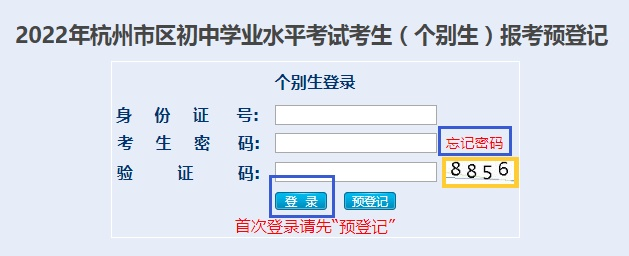 2022年杭州市区初中学业水平考试考生（个别生）报考预登记
个别生登录
身份证号:
考生密码: 忘记密码
验证码: 8856
登 录 预登记
首次登录请先“预登记”